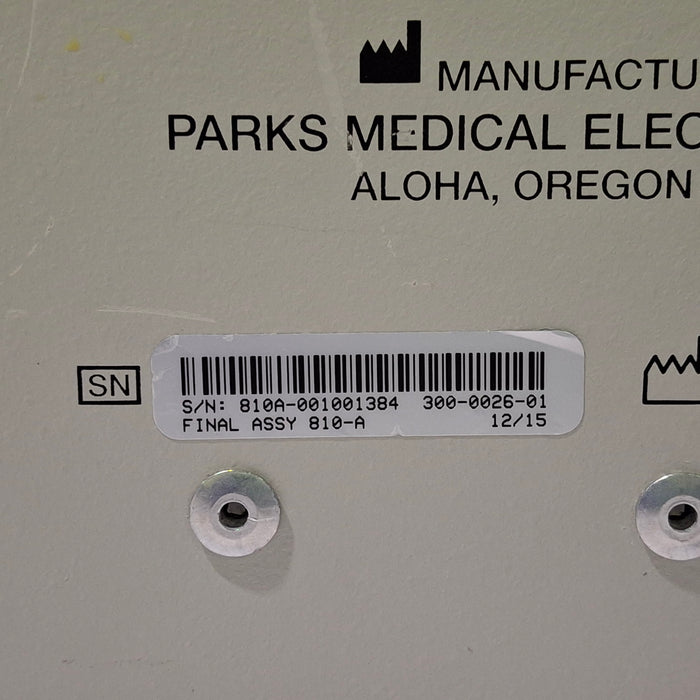 MANUFACTU
PARKS MEDICAL ELEC
ALOHA, OREGON
SN
S/N: 810A-001001384 300-0026-01
FINAL ASSY 810-A 12/15